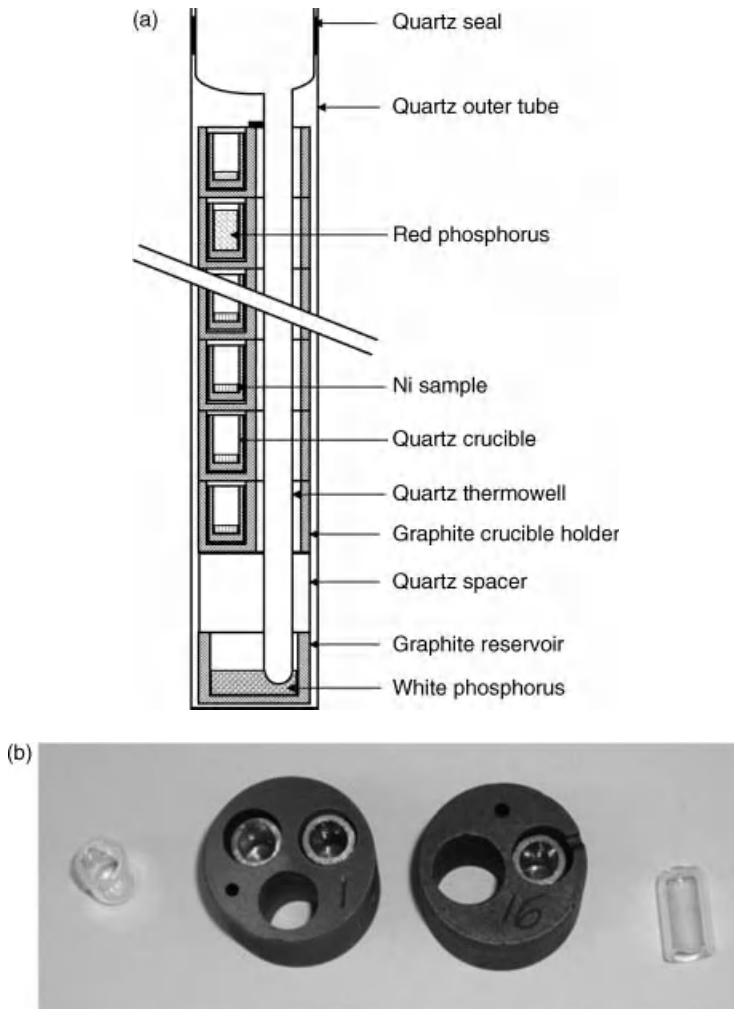 (a)
Quartz seal
Quartz outer tube
Red phosphorus
Ni sample
Quartz crucible
Quartz thermowell
Graphite crucible holder
Quartz spacer
Graphite reservoir
White phosphorus
(b)
1
16